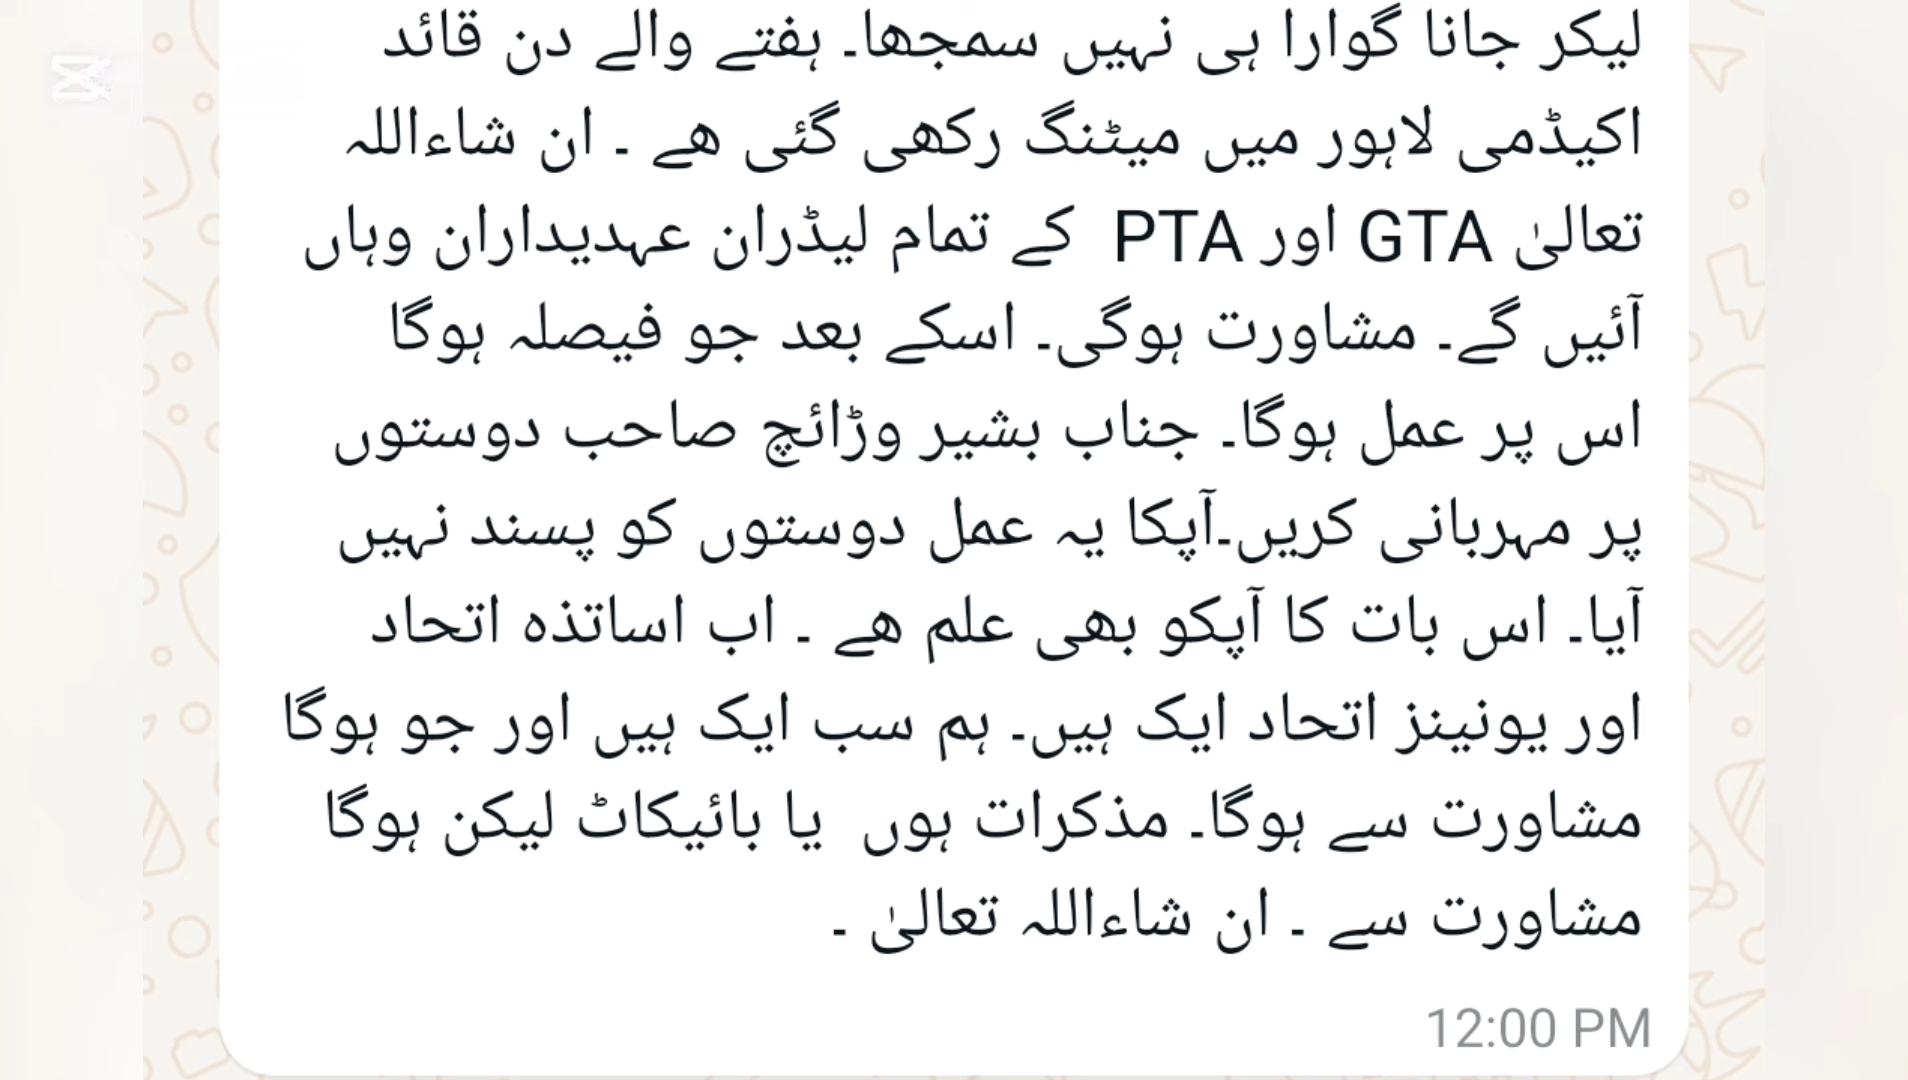 لیکر جانا گوارا ہی نہیں سمجھا۔ ہفتے والے دن قائد
اکیڈمی لاہور میں میٹنگ رکھی گئی ھے ۔ ان شاءاللہ
تعالیٰ GTA اور PTA کے تمام لیڈران عہدیداران وہاں
آئیں گے۔ مشاورت ہوگی۔ اسکے بعد جو فیصلہ ہوگا
اس پر عمل ہوگا۔ جناب بشیر وڑائچ صاحب دوستوں
پر مہربانی کریں۔آپکا یہ عمل دوستوں کو پسند نہیں
آیا۔ اس بات کا آپکو بھی علم ھے ۔ اب اساتذہ اتحاد
اور یونینز اتحاد ایک ہیں۔ ہم سب ایک ہیں اور جو ہوگا
مشاورت سے ہوگا۔ مذکرات ہوں یا بائیکاٹ لیکن ہوگا
مشاورت سے ۔ ان شاءاللہ تعالیٰ ۔
12:00 PM